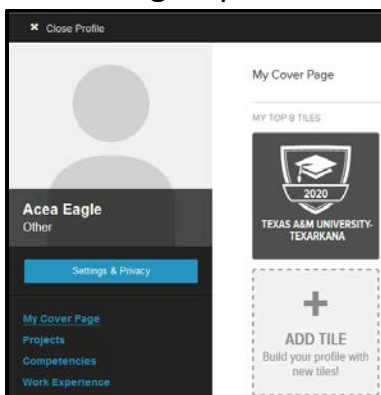 × Close Profile
Acea Eagle
Other
Settings & Privacy
My Cover Page
Projects
Competencies
Work Experience
My Cover Page
MY TOP 8 TILES
2020
TEXAS A&M UNIVERSITY-
TEXARKANA
+
ADD TILE
Build your profile with
new tiles!